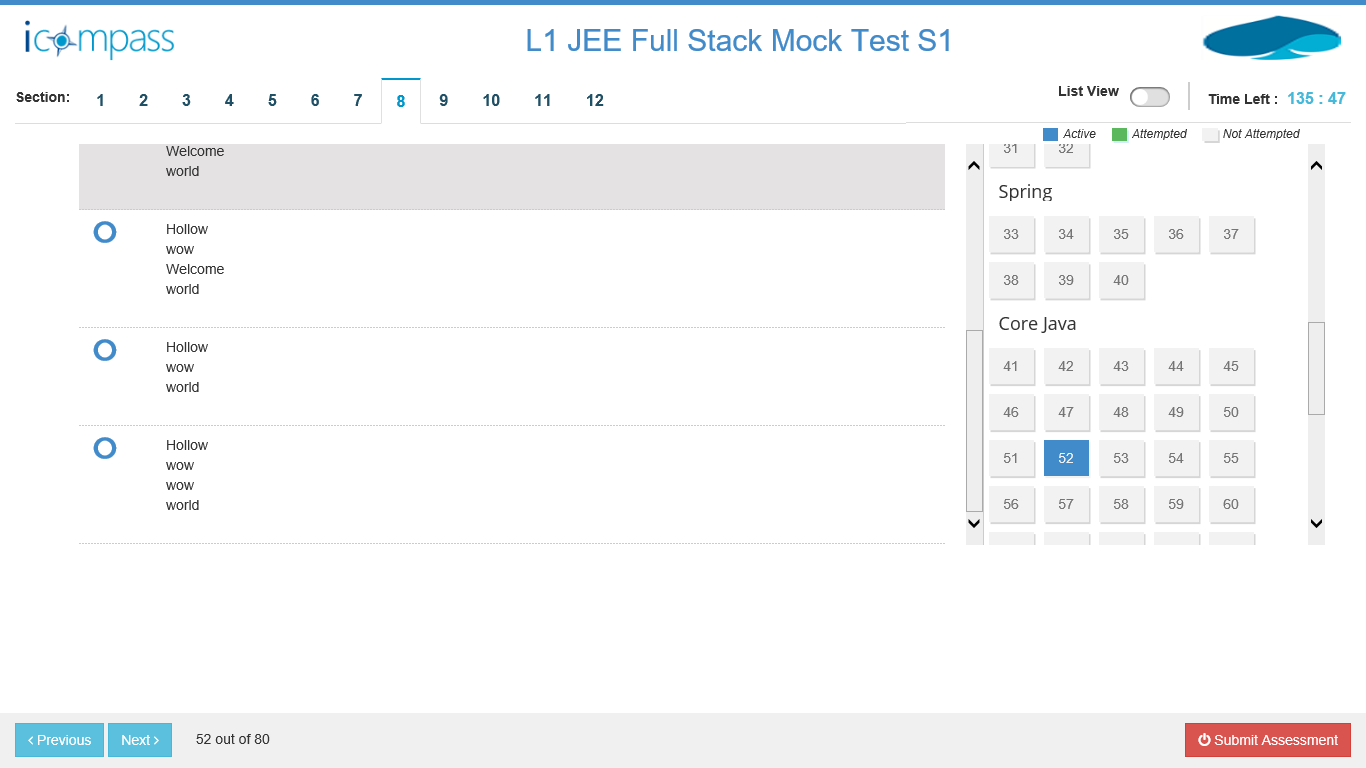 icompass
L1 JEE Full Stack Mock Test S1
Section: 1 2 3 4 5 6 7 8 9 10 11 12
List View
Time Left : 135 : 47
Active Attempted Not Attempted
Welcome
world
Hollow
wow
Welcome
world
Hollow
wow
world
Hollow
wow
wow
world
31 32
Spring
33 34 35 36 37
38 39 40
Core Java
41 42 43 44 45
46 47 48 49 50
51 52 53 54 55
56 57 58 59 60
< Previous Next > 52 out of 80
Submit Assessment